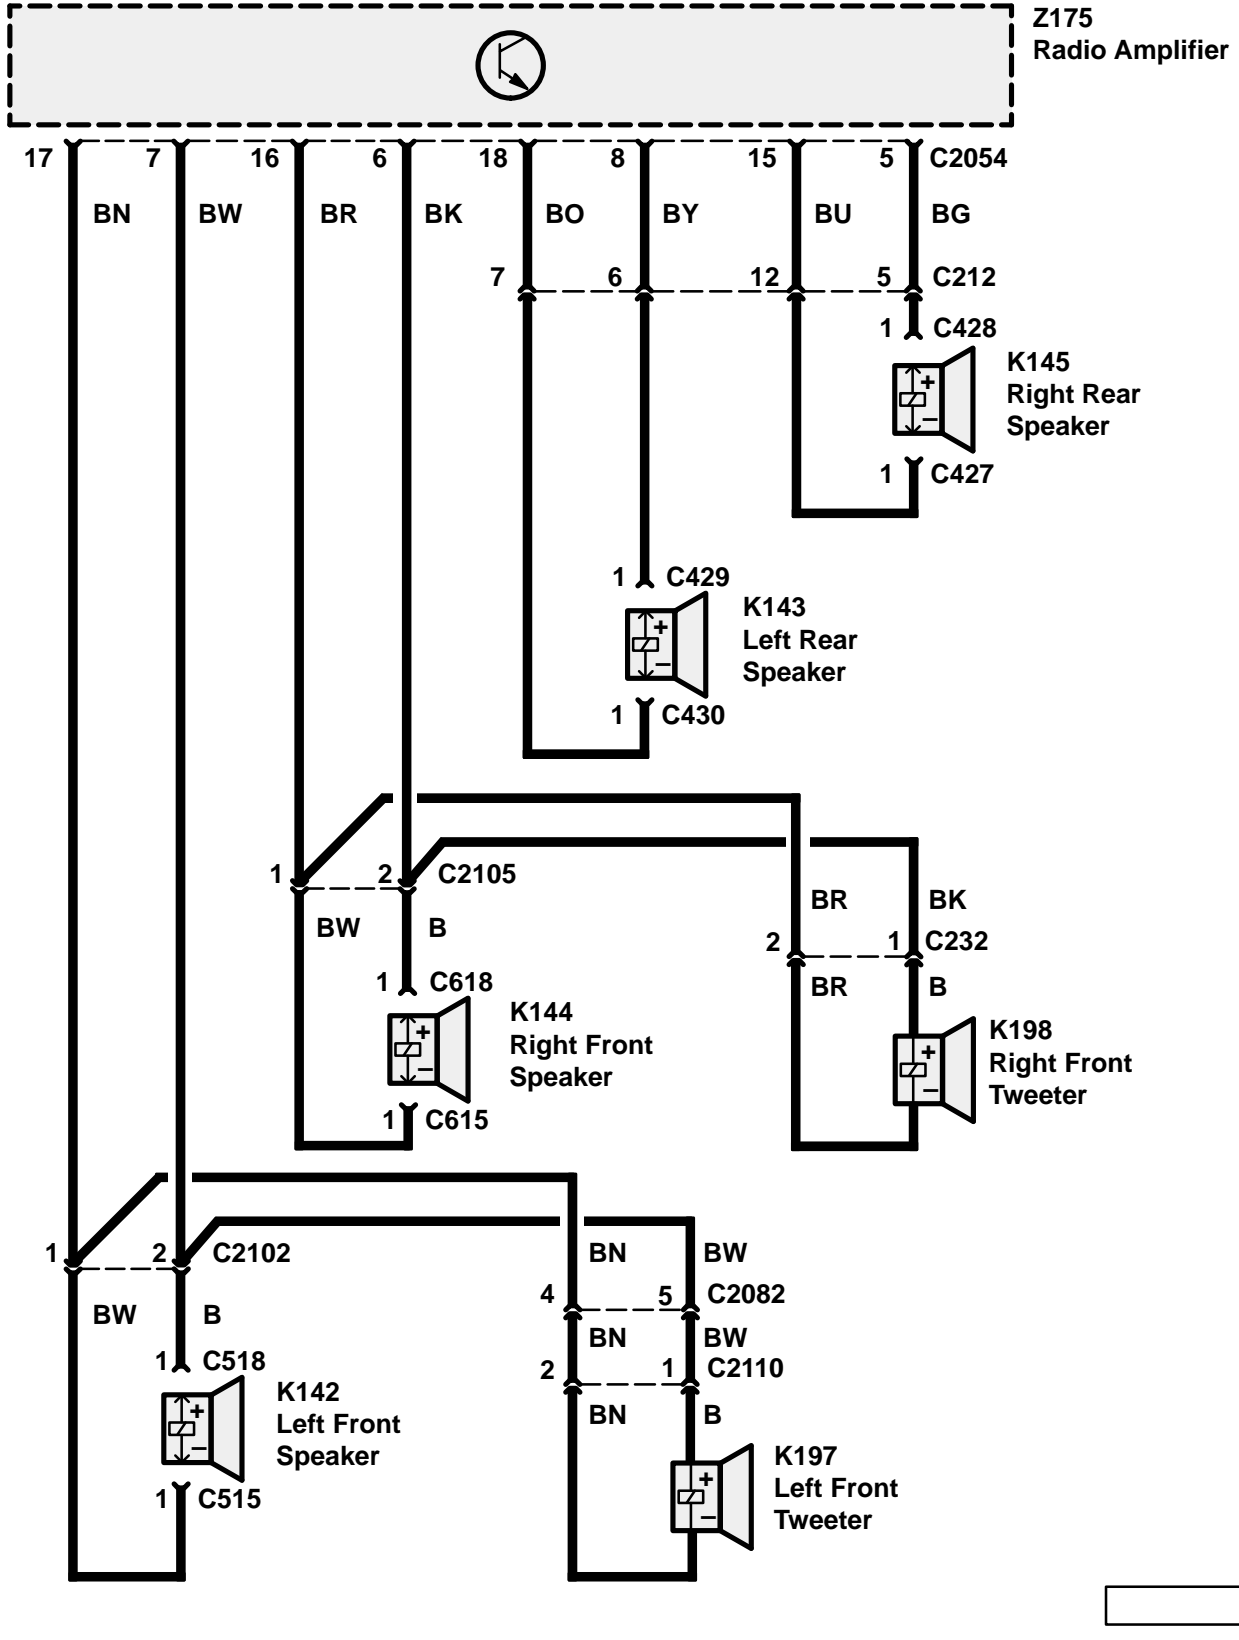 Z175
Radio Amplifier
17 7 16 6 18 8 15 5 C2054
BN BW BR BK BO BY BU BG
7 6 12 5 C212
1 C428
K145
Right Rear
Speaker
+
–
1 C427
1 C429
K143
Left Rear
Speaker
+
–
1 C430
1 2 C2105
BR BK
BW B
2 1 C232
1 C618
BR B
K144
Right Front
Speaker
+
–
K198
Right Front
Tweeter
+
–
1 C615
1 2 C2102
BN BW
4 5 C2082
BW B
BN BW
1 C518
2 1 C2110
K142
Left Front
Speaker
+
–
BN B
K197
Left Front
Tweeter
+
–
1 C515